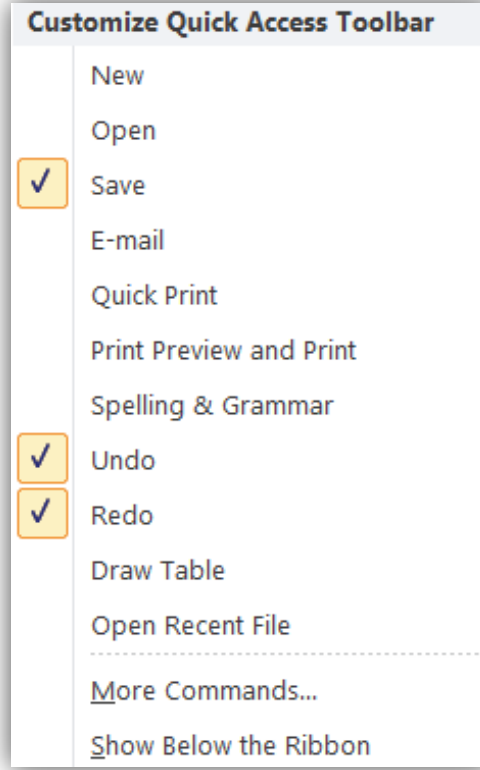 Customize Quick Access Toolbar
New
Open
Save
E-mail
Quick Print
Print Preview and Print
Spelling & Grammar
Undo
Redo
Draw Table
Open Recent File
More Commands...
Show Below the Ribbon